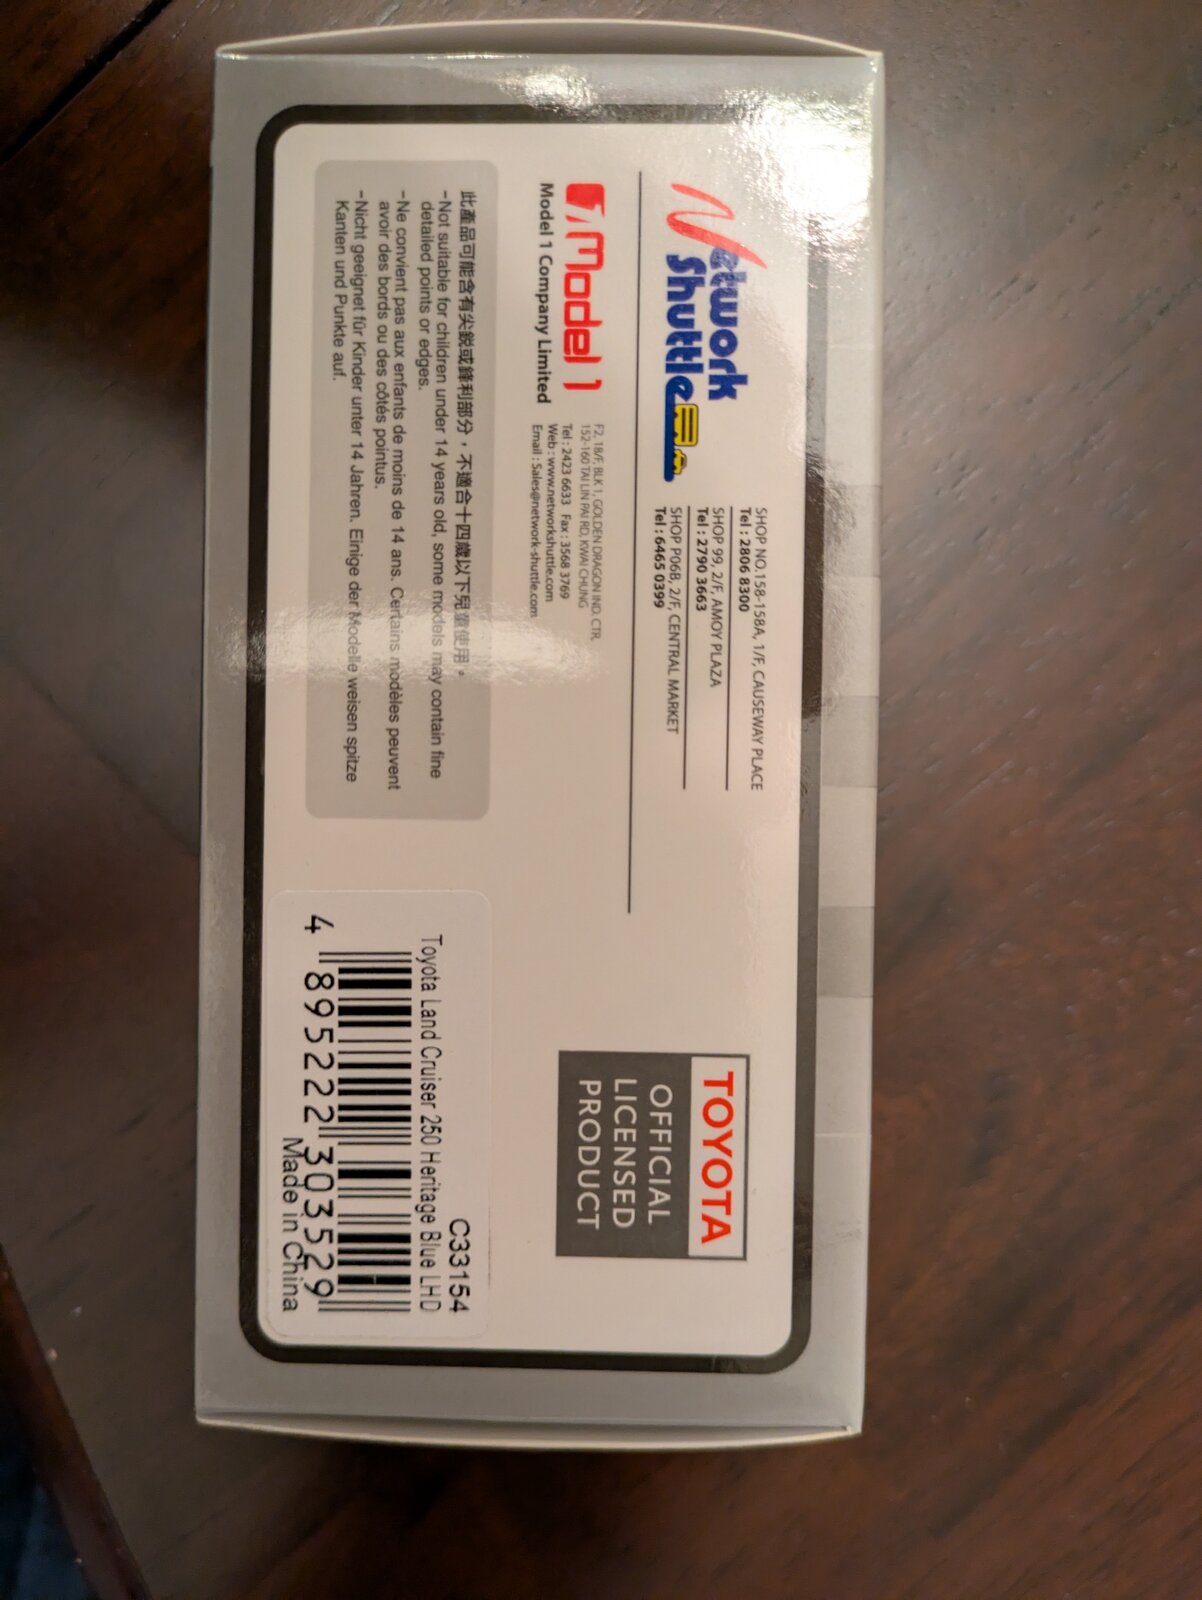 Network
Shuttle
SHOP NO.158-158A, 1/F, CAUSEWAY PLACE
Tel : 2806 8300
SHOP 99, 2/F, AMOY PLAZA
Tel : 2790 3663
SHOP P06B, 2/F, CENTRAL MARKET
Tel : 6465 0399
TOYOTA
OFFICIAL
LICENSED
PRODUCT
Model 1
Model 1 Company Limited
F2, 18/F, BLK 1, GOLDEN DRAGON IND. CTR,
152-160 TAI LIN PAI RD, KWAI CHUNG
Tel : 2423 6633 Fax : 3568 3769
Web : www.networkshuttle.com
Email : Sales@network-shuttle.com
此產品可能含有尖銳或鋒利部分，不適合十四歲以下兒童使用。
-Not suitable for children under 14 years old, some models may contain fine
detailed points or edges.
-Ne convient pas aux enfants de moins de 14 ans. Certains modèles peuvent
avoir des bords ou des côtés pointus.
-Nicht geeignet für Kinder unter 14 Jahren. Einige der Modelle weisen spitze
Kanten und Punkte auf.
C33154
Toyota Land Cruiser 250 Heritage Blue LHD
4 895222 303529
Made in China